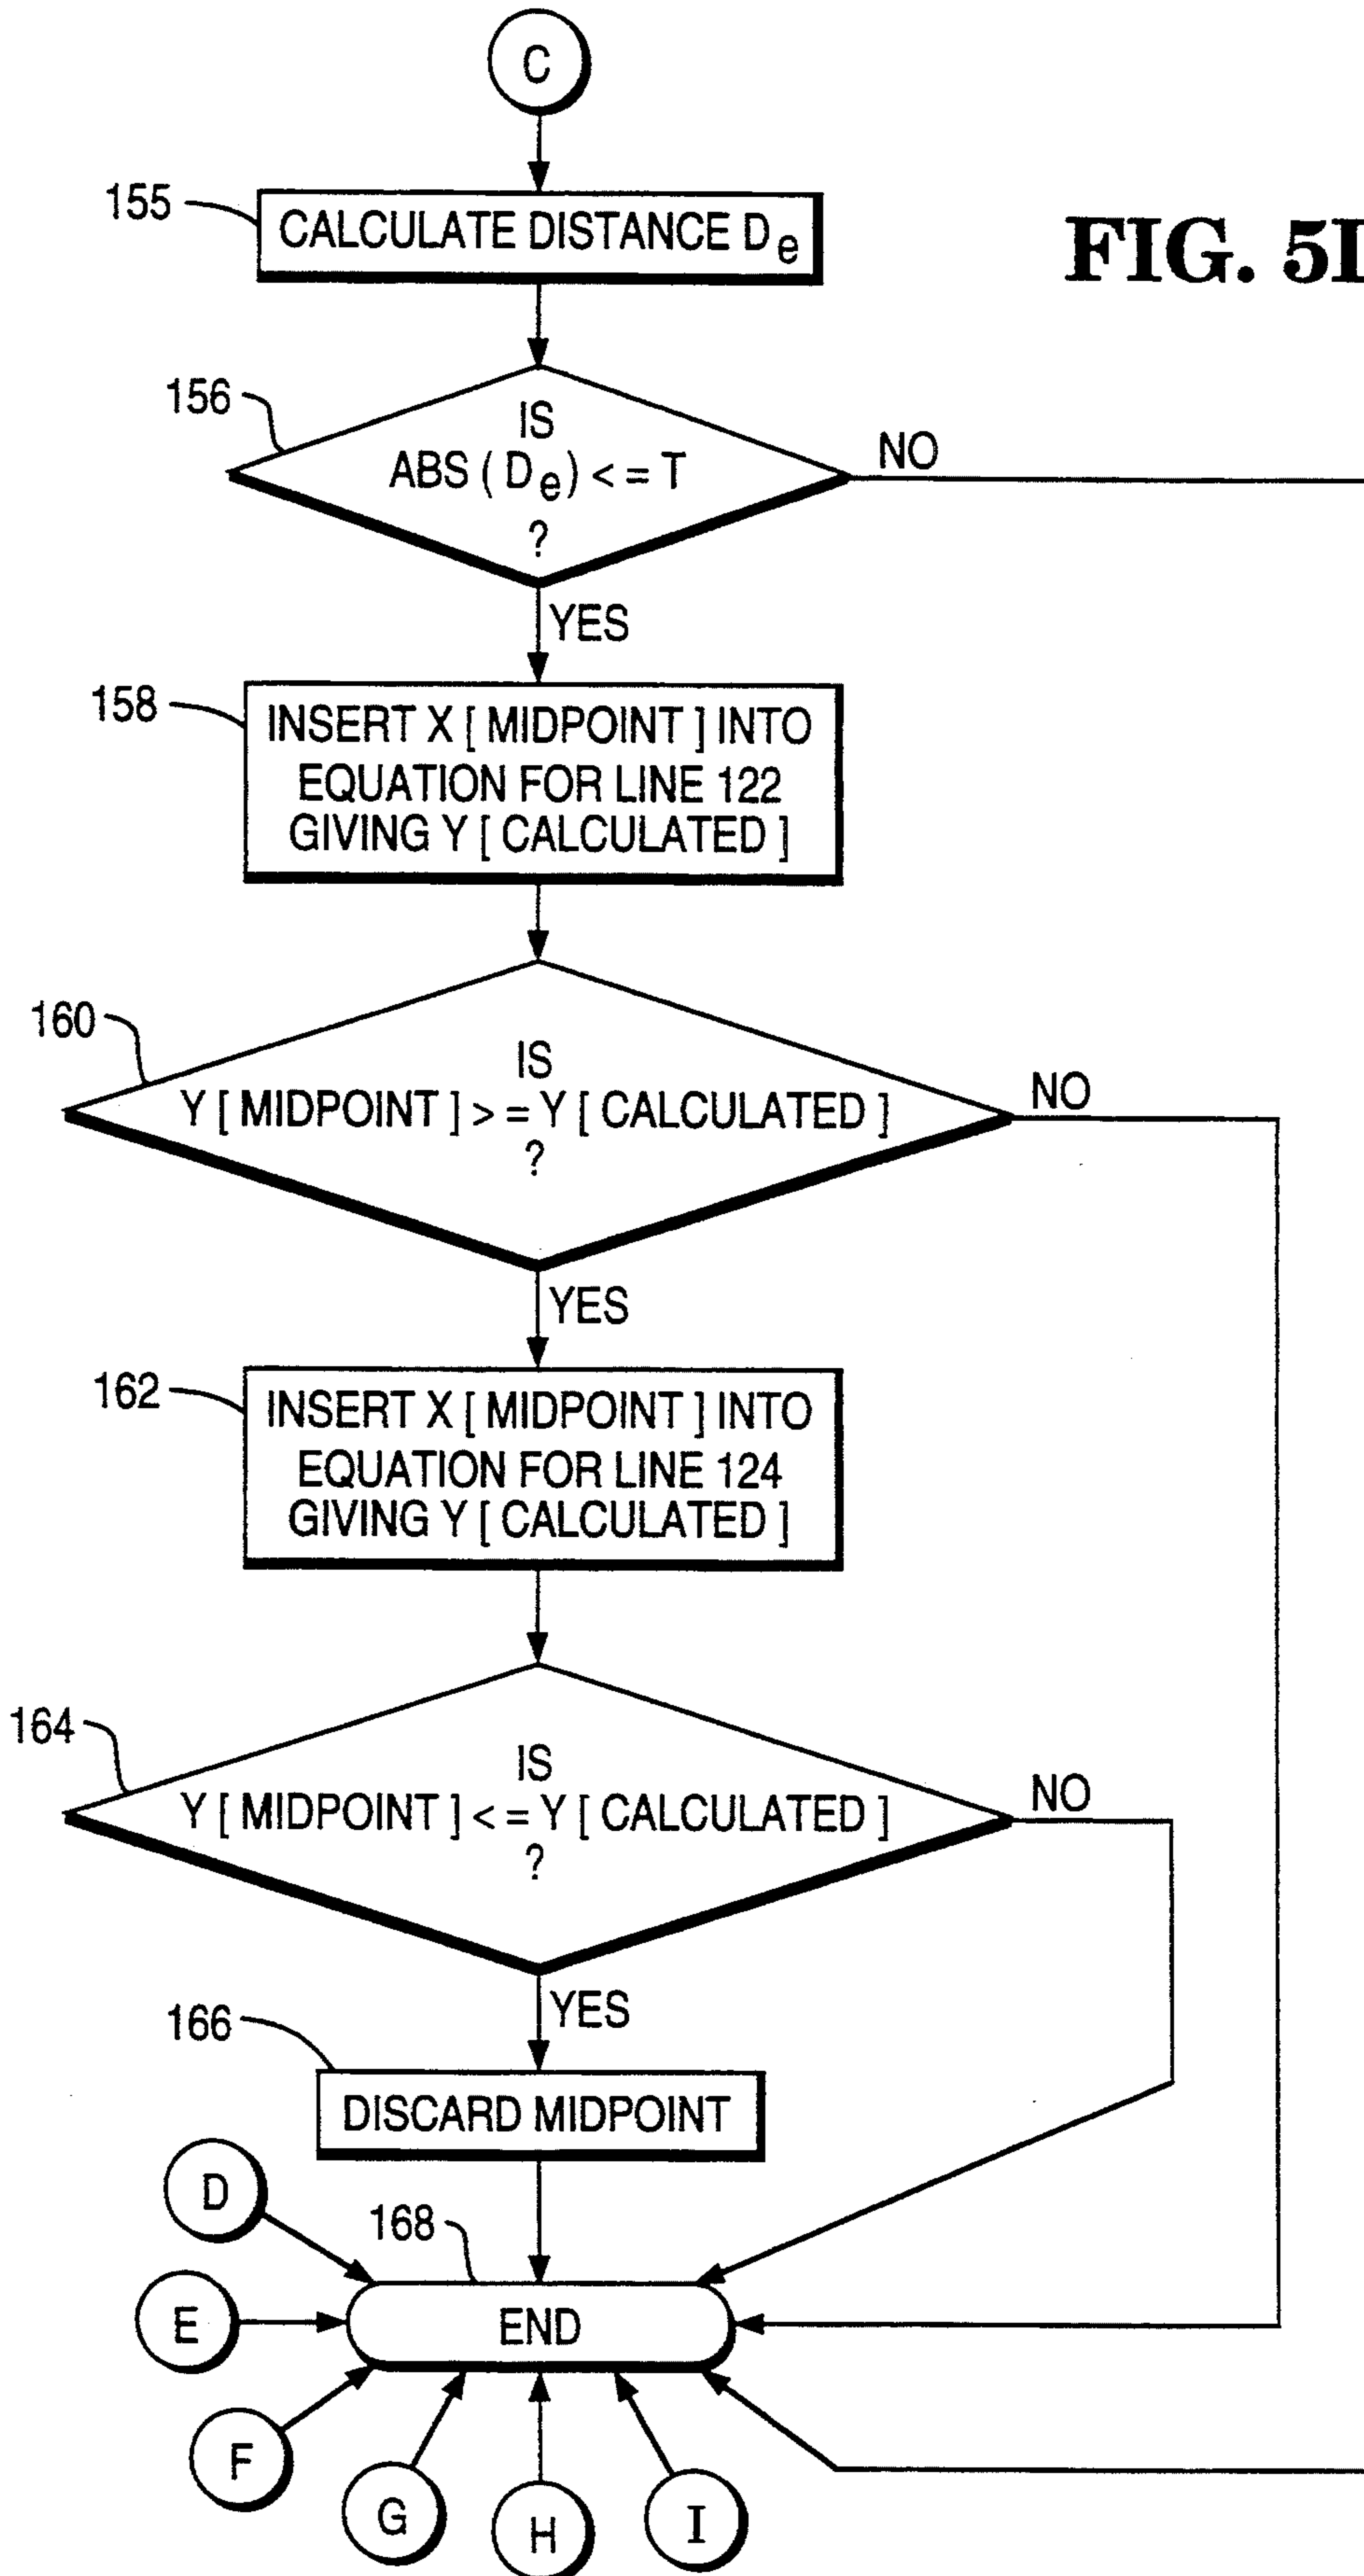 C
155
CALCULATE DISTANCE De
FIG. 5
156
IS
ABS ( De ) < = T
?
NO
YES
158
INSERT X [ MIDPOINT ] INTO
EQUATION FOR LINE 122
GIVING Y [ CALCULATED ]
160
IS
Y [ MIDPOINT ] > = Y [ CALCULATED ]
?
NO
YES
162
INSERT X [ MIDPOINT ] INTO
EQUATION FOR LINE 124
GIVING Y [ CALCULATED ]
164
IS
Y [ MIDPOINT ] < = Y [ CALCULATED ]
?
NO
YES
166
DISCARD MIDPOINT
D
168
E
END
F
G
H
I